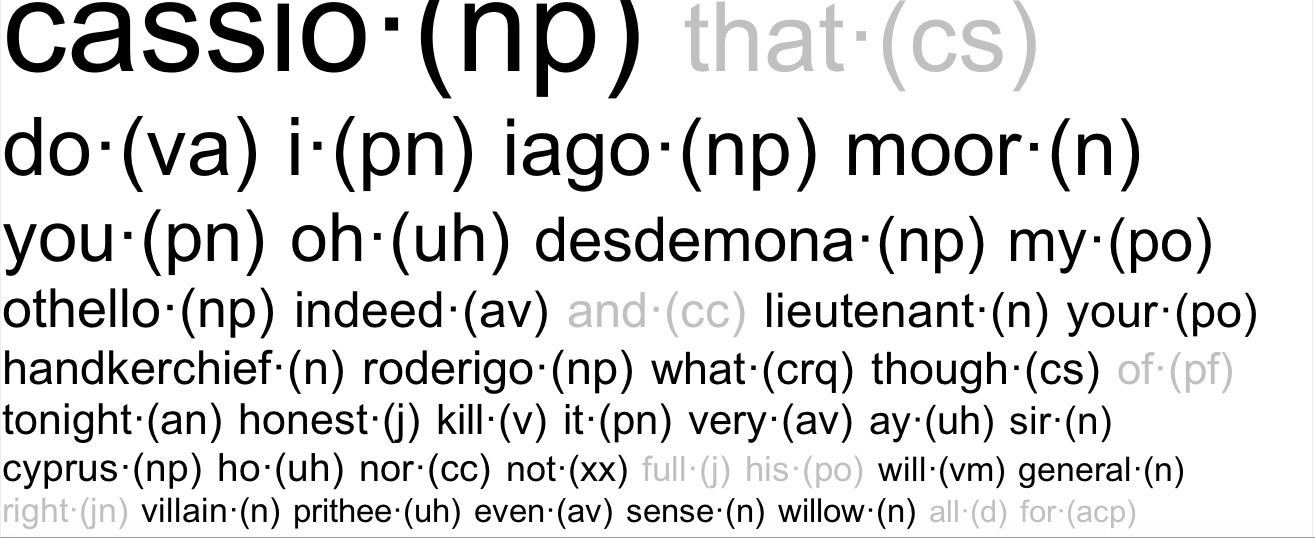 cassio·(np) that·(cs)
do·(va) i·(pn) iago·(np) moor·(n)
you·(pn) oh·(uh) desdemona·(np) my·(po)
othello·(np) indeed·(av) and·(cc) lieutenant·(n) your·(po)
handkerchief·(n) roderigo·(np) what·(crq) though·(cs) of·(pf)
tonight·(an) honest·(j) kill·(v) it·(pn) very·(av) ay·(uh) sir·(n)
cyprus·(np) ho·(uh) nor·(cc) not·(xx) full·(j) his·(po) will·(vm) general·(n)
right·(jn) villain·(n) prithee·(uh) even·(av) sense·(n) willow·(n) all·(d) for·(acp)